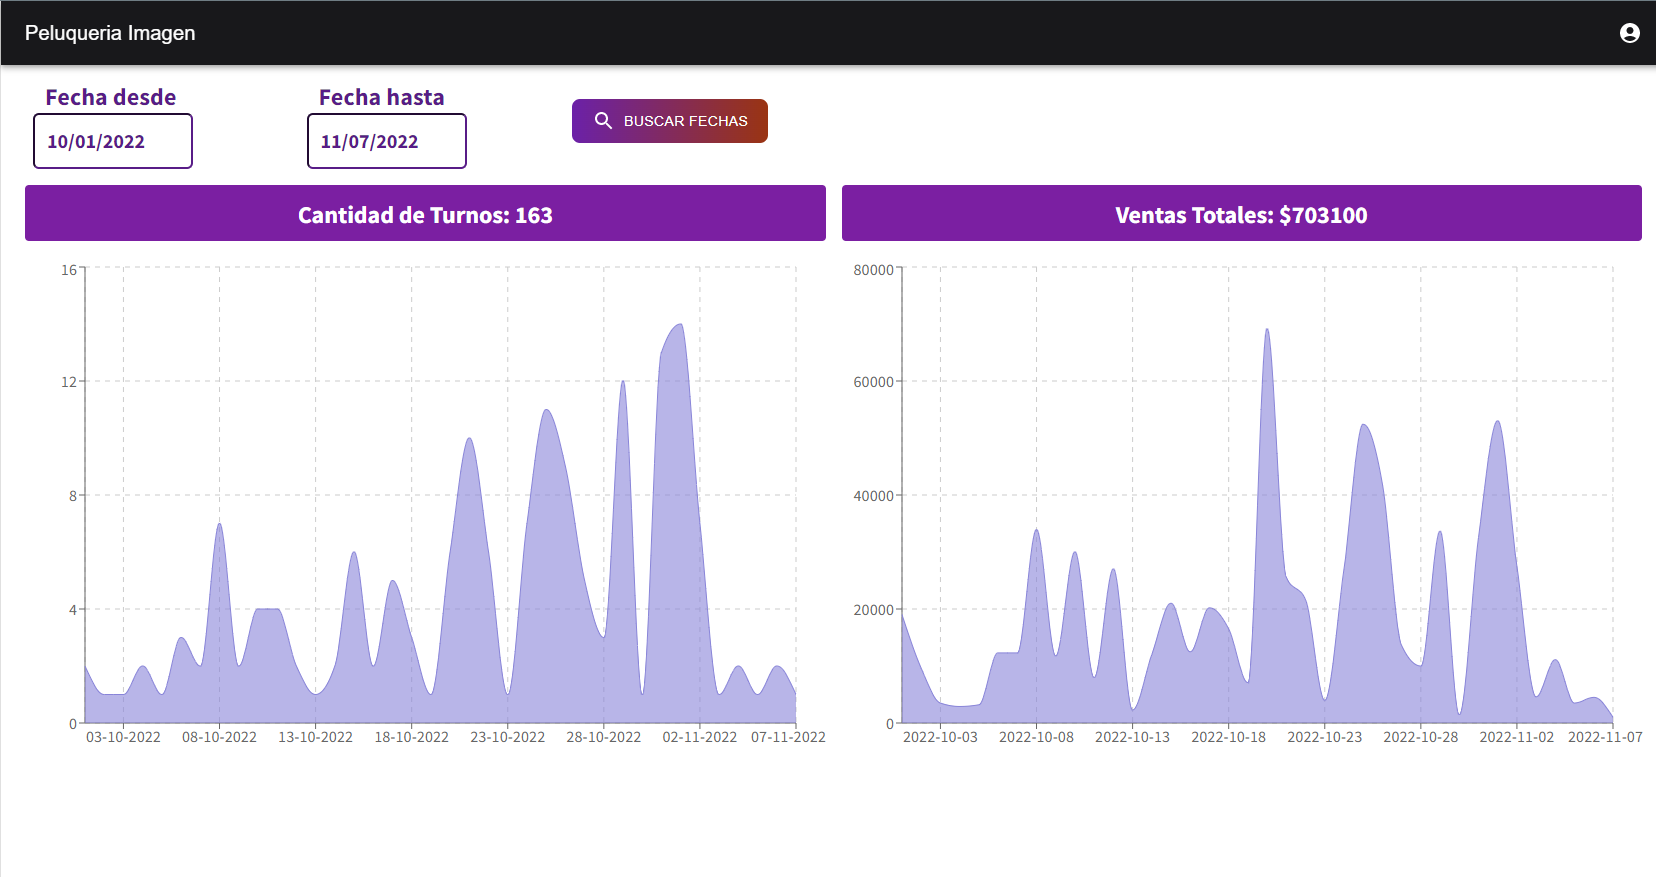 Peluqueria Imagen
Fecha desde
Fecha hasta
10/01/2022
11/07/2022
BUSCAR FECHAS
Cantidad de Turnos: 163
16
12
8
4
0
03-10-2022 08-10-2022 13-10-2022 18-10-2022 23-10-2022 28-10-2022 02-11-2022 07-11-2022
Ventas Totales: $703100
80000
60000
40000
20000
0
2022-10-03 2022-10-08 2022-10-13 2022-10-18 2022-10-23 2022-10-28 2022-11-02 2022-11-07